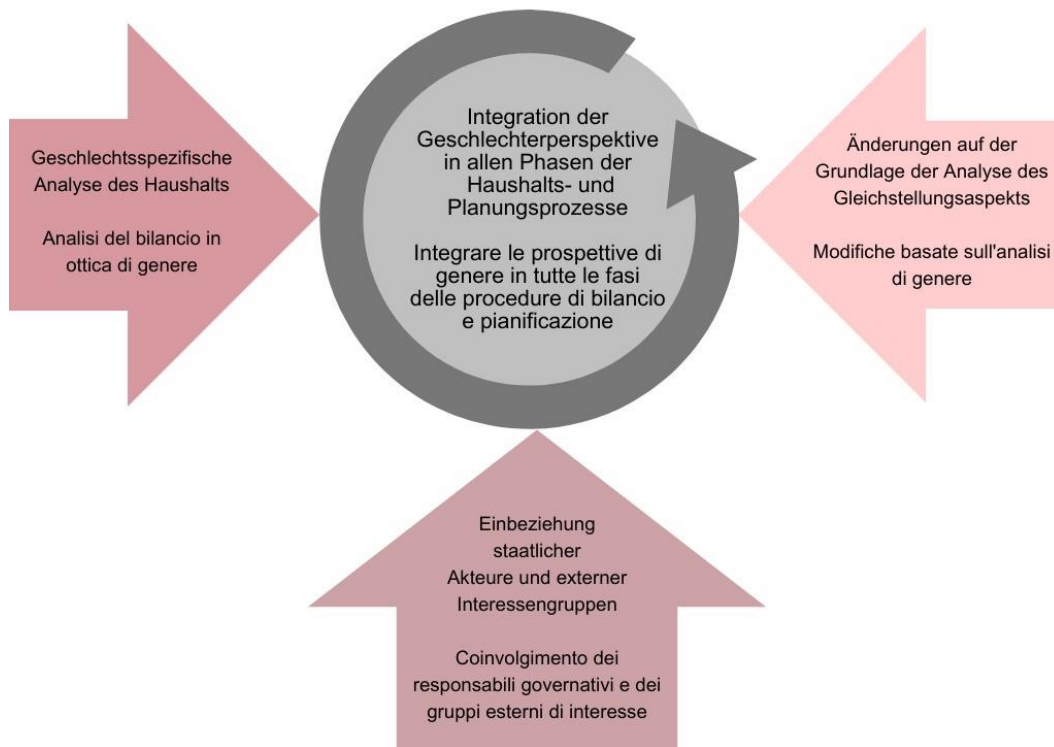 Geschlechtsspezifische
Analyse des Haushalts
Analisi del bilancio in
ottica di genere
Integration der
Geschlechterperspektive
in allen Phasen der
Haushalts- und
Planungsprozesse
Integrare le prospettive di
genere in tutte le fasi
delle procedure di bilancio
e pianificazione
Änderungen auf der
Grundlage der Analyse des
Gleichstellungsaspekts
Modifiche basate sull'analisi
di genere
Einbeziehung
staatlicher
Akteure und externer
Interessengruppen
Coinvolgimento dei
responsabili governativi e dei
gruppi esterni di interesse